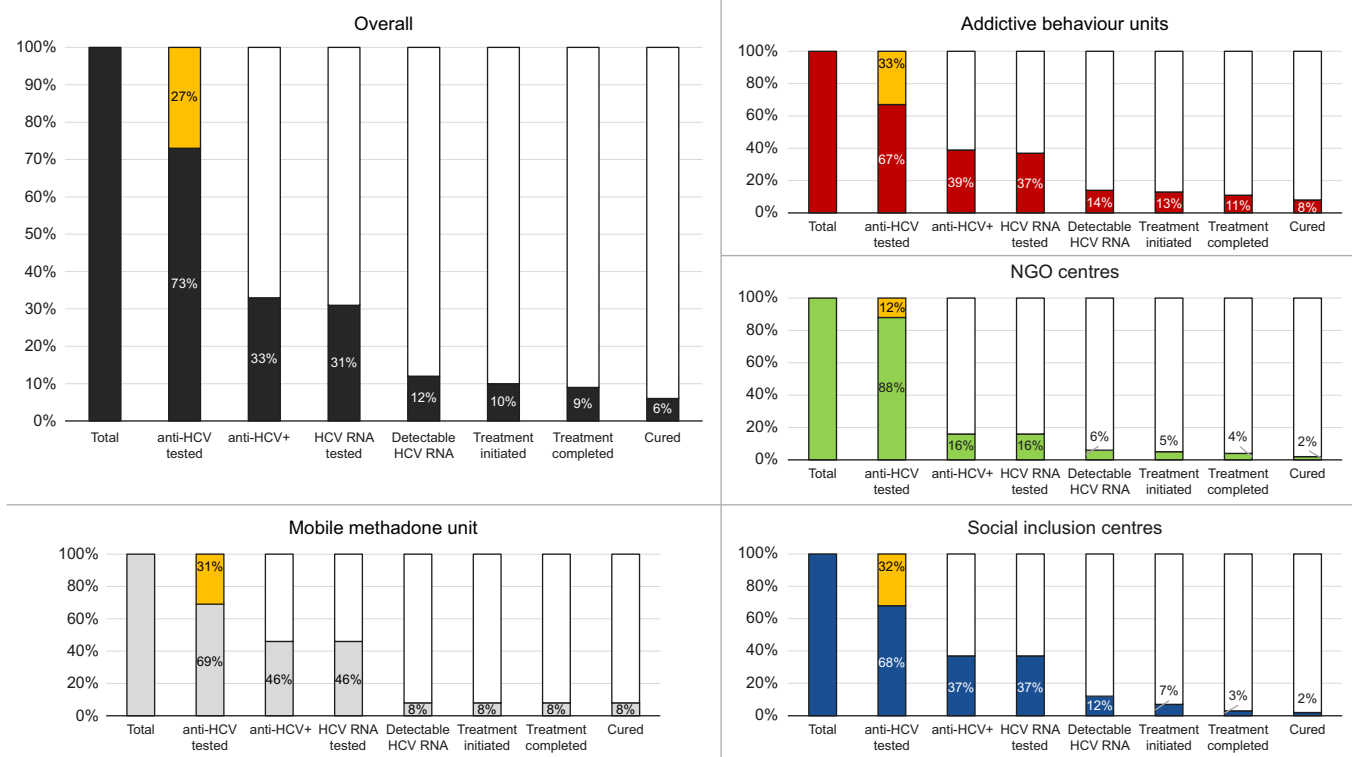 Overall
100%
90%
80%
70%
60%
50%
40%
30%
20%
10%
0%
27%
73%
33%
31%
12%
10%
9%
6%
Total
anti-HCV
tested
anti-HCV+
HCV RNA
tested
Detectable
HCV RNA
Treatment
initiated
Treatment
completed
Cured
Addictive behaviour units
100%
80%
60%
40%
20%
0%
33%
67%
39%
37%
14%
13%
11%
8%
Total
anti-HCV
tested
anti-HCV+
HCV RNA
tested
Detectable
HCV RNA
Treatment
initiated
Treatment
completed
Cured
NGO centres
100%
80%
60%
40%
20%
0%
12%
88%
16%
16%
6%
5%
4%
2%
Total
anti-HCV
tested
anti-HCV+
HCV RNA
tested
Detectable
HCV RNA
Treatment
initiated
Treatment
completed
Cured
Mobile methadone unit
100%
80%
60%
40%
20%
0%
31%
69%
46%
46%
8%
8%
8%
8%
Total
anti-HCV
tested
anti-HCV+
HCV RNA
tested
Detectable
HCV RNA
Treatment
initiated
Treatment
completed
Cured
Social inclusion centres
100%
80%
60%
40%
20%
0%
32%
68%
37%
37%
12%
7%
3%
2%
Total
anti-HCV
tested
anti-HCV+
HCV RNA
tested
Detectable
HCV RNA
Treatment
initiated
Treatment
completed
Cured